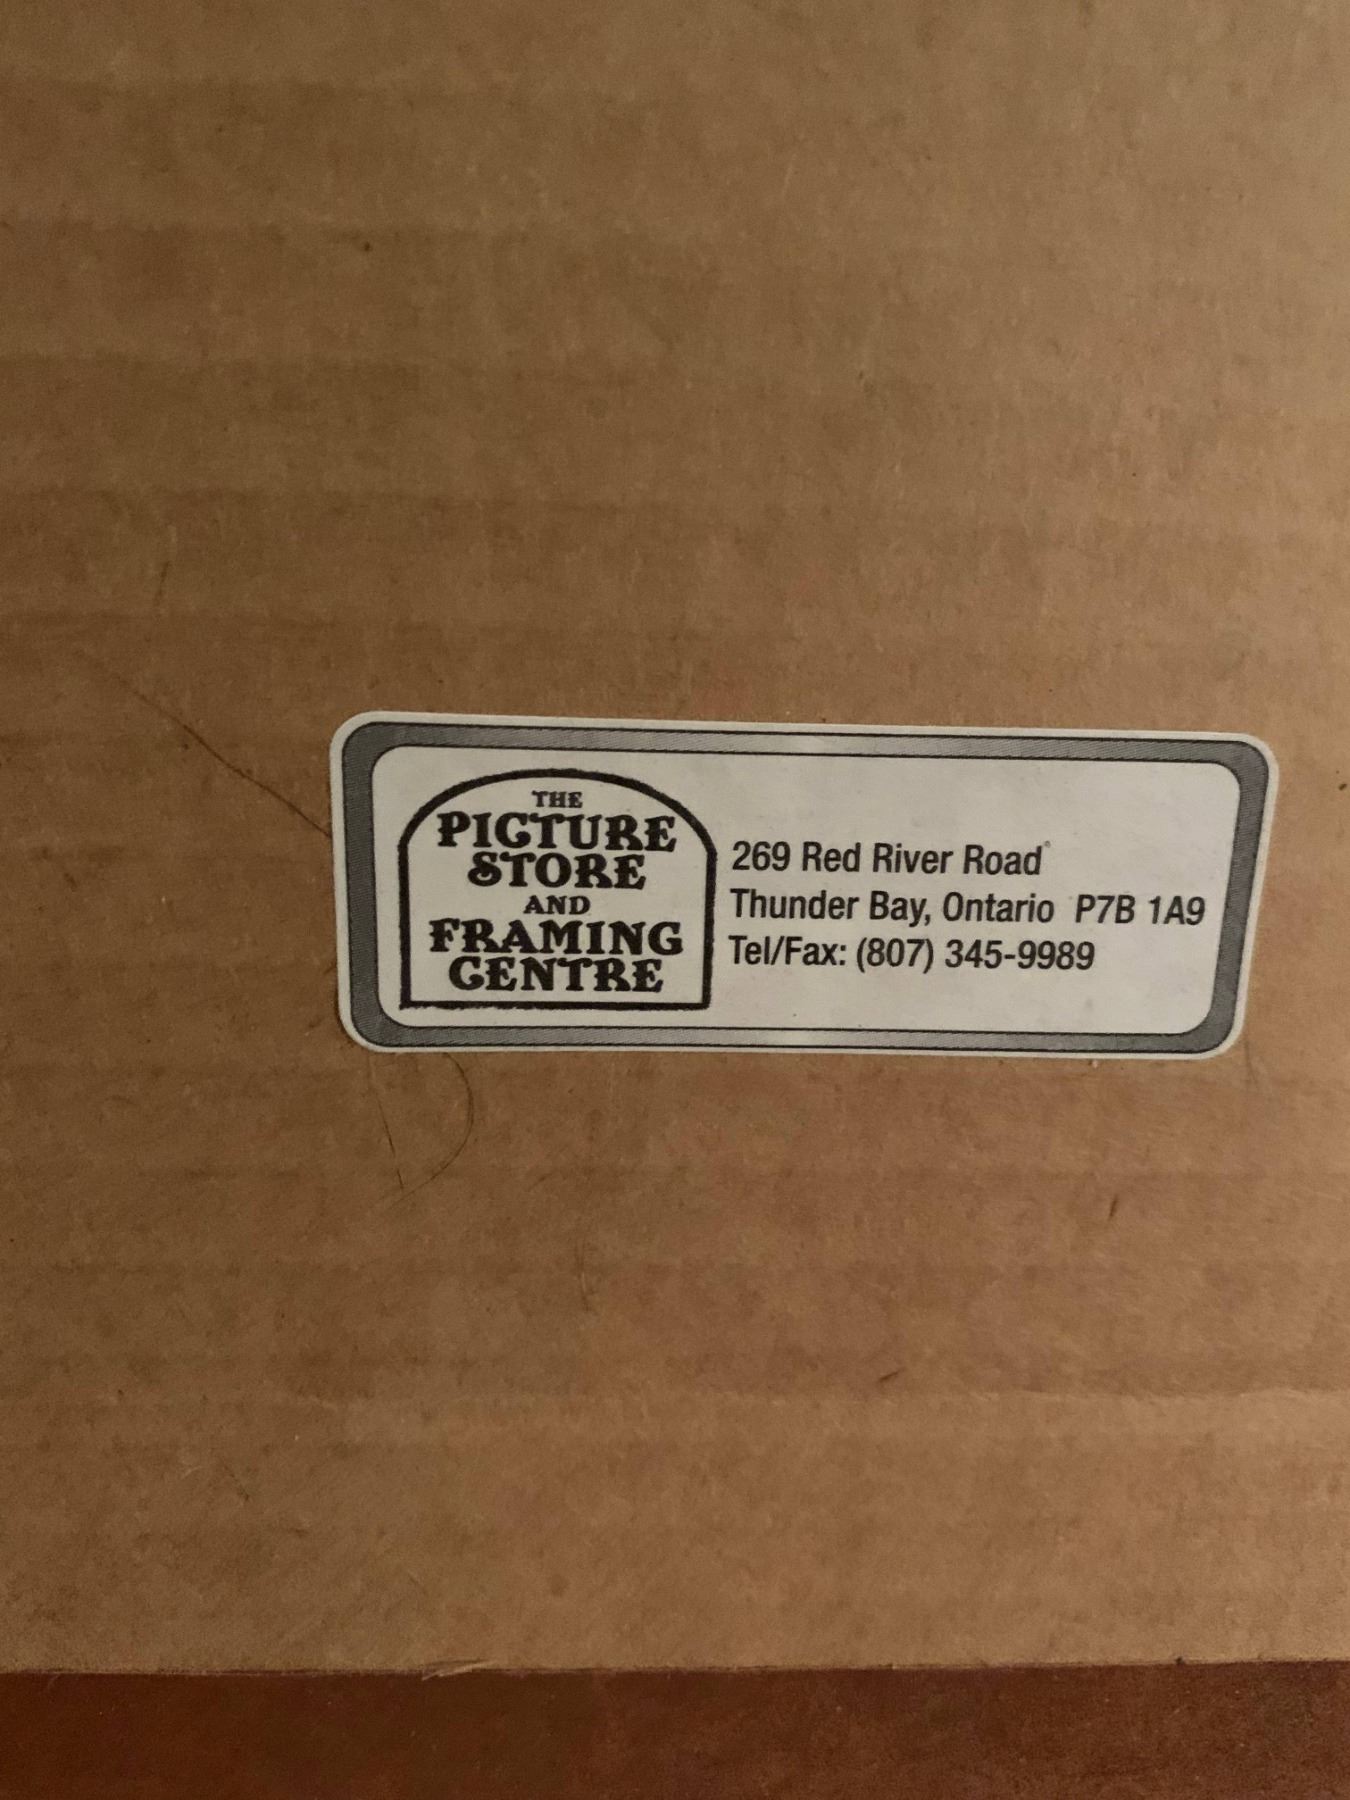 THE
PICTURE
STORE
AND
FRAMING
CENTRE
269 Red River Road
Thunder Bay, Ontario P7B 1A9
Tel/Fax: (807) 345-9989